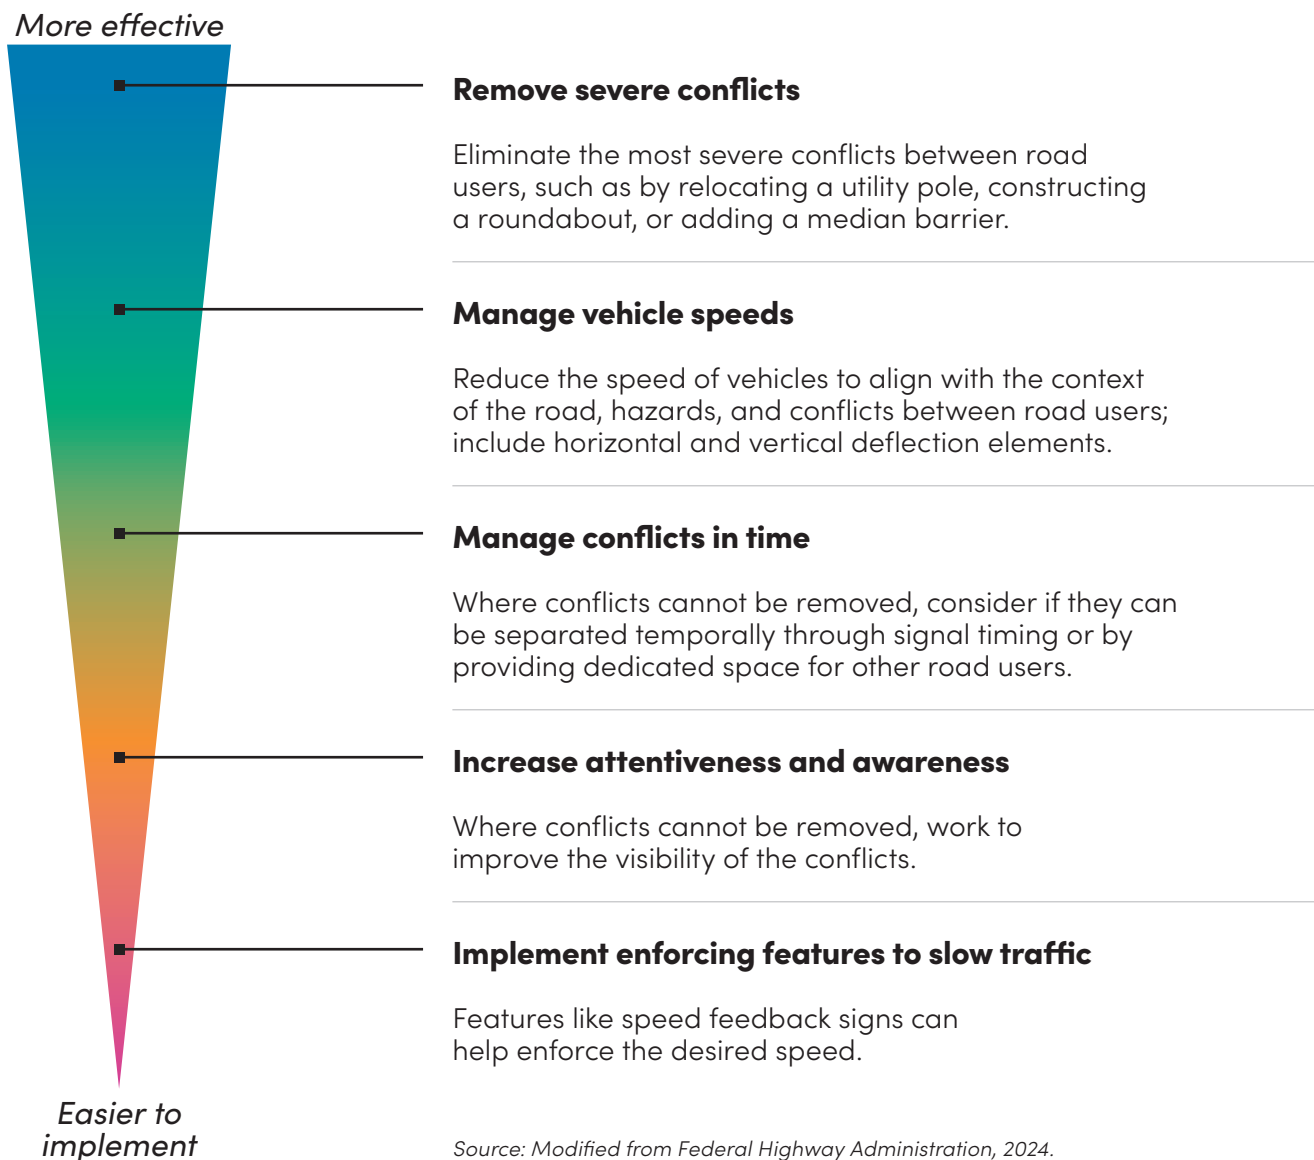 More effective
Remove severe conflicts
Eliminate the most severe conflicts between road
users, such as by relocating a utility pole, constructing
a roundabout, or adding a median barrier.
Manage vehicle speeds
Reduce the speed of vehicles to align with the context
of the road, hazards, and conflicts between road users;
include horizontal and vertical deflection elements.
Manage conflicts in time
Where conflicts cannot be removed, consider if they can
be separated temporally through signal timing or by
providing dedicated space for other road users.
Increase attentiveness and awareness
Where conflicts cannot be removed, work to
improve the visibility of the conflicts.
Implement enforcing features to slow traffic
Features like speed feedback signs can
help enforce the desired speed.
Easier to
implement
Source: Modified from Federal Highway Administration, 2024.